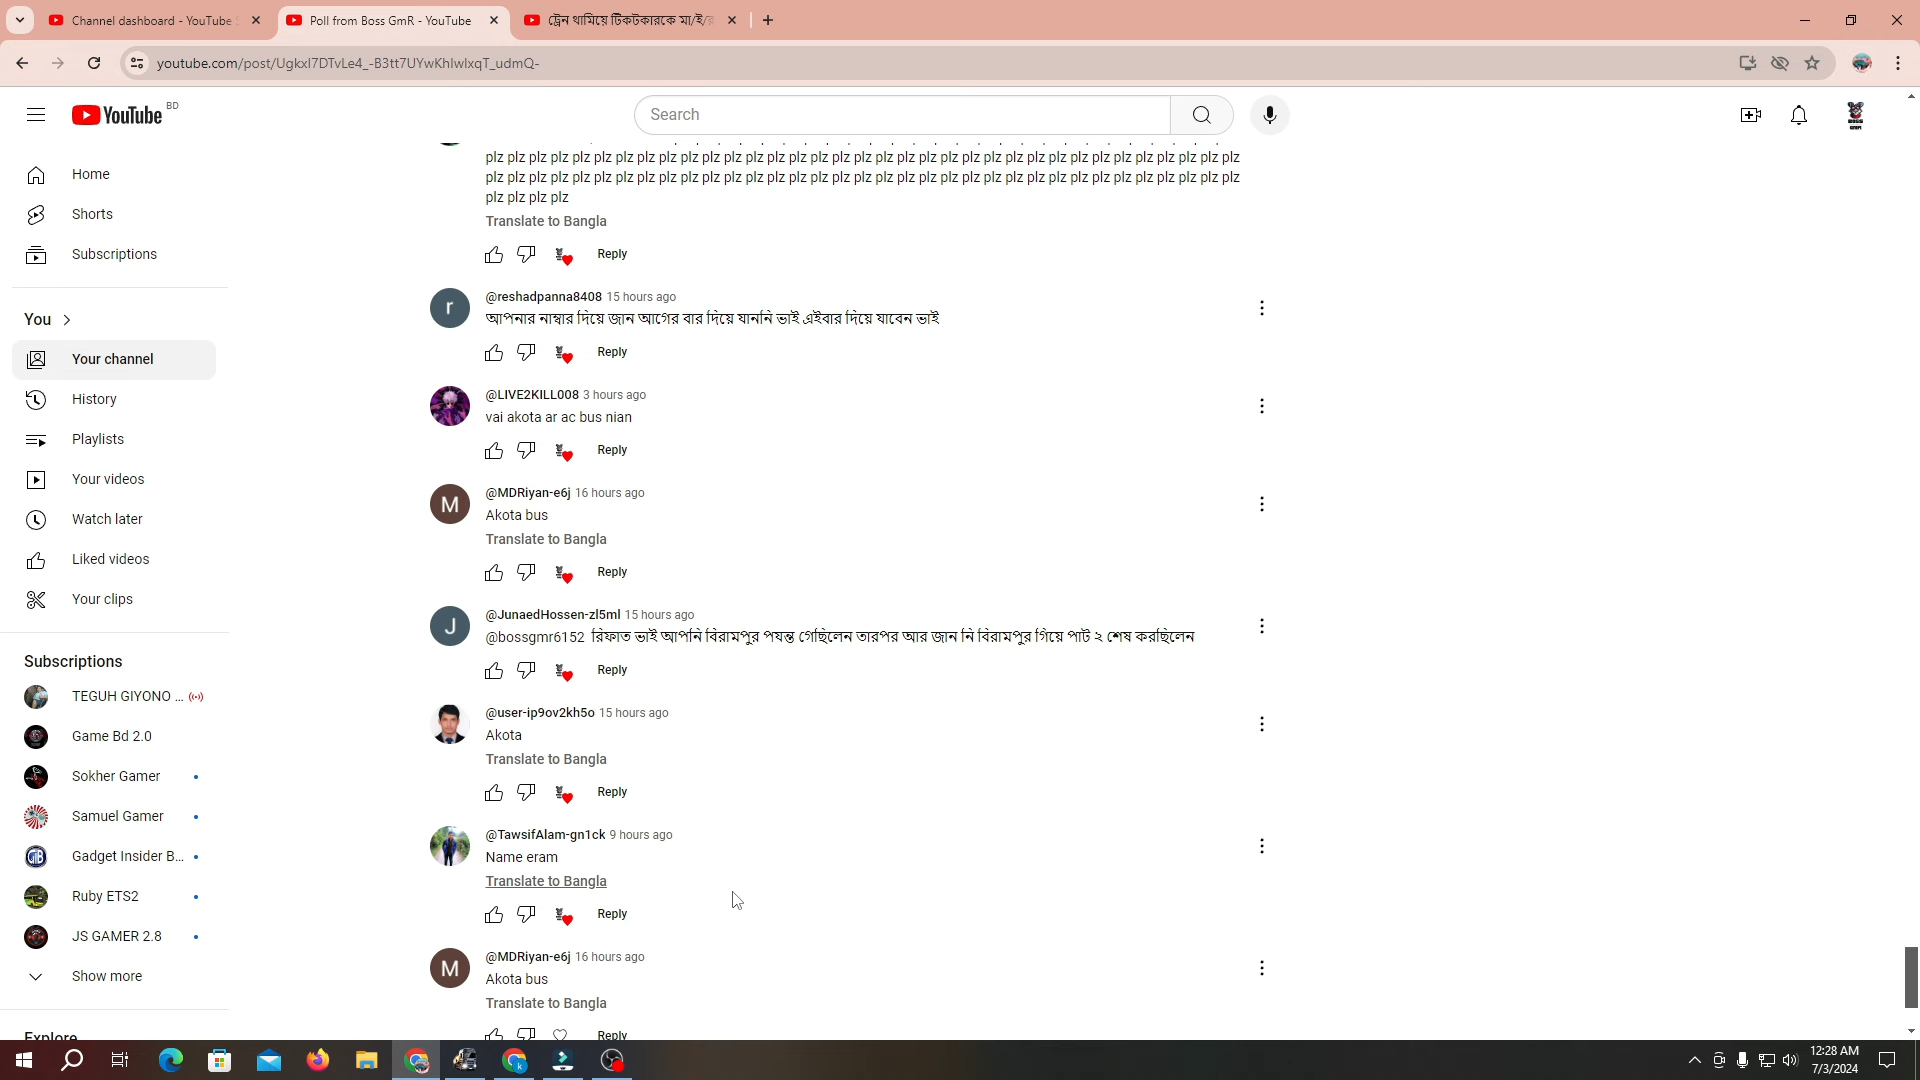 Channel dashboard - YouTube
Poll from Boss GmR - YouTube
ট্রেন থামিয়ে টিকটকারকে মা/ই/র
youtube.com/post/UgkxI7DTvLe4_-B3tt7UYwKhIwIxqT_udmQ-
YouTube BD
Search
Home
Shorts
Subscriptions
You
Your channel
History
Playlists
Your videos
Watch later
Liked videos
Your clips
Subscriptions
TEGUH GIYONO ...
Game Bd 2.0
Sokher Gamer
Samuel Gamer
Gadget Insider B...
Ruby ETS2
JS GAMER 2.8
Show more
Explore
plz plz plz plz plz plz plz plz plz plz plz plz plz plz plz plz plz plz plz plz plz plz plz plz plz plz plz plz plz plz plz plz plz plz plz
plz plz plz plz plz plz plz plz plz plz plz plz plz plz plz plz plz plz plz plz plz plz plz plz plz plz plz plz plz plz plz plz plz plz plz
plz plz plz plz
Translate to Bangla
Reply
r
@reshadpanna8408 15 hours ago
আপনার নাম্বার দিয়ে জান আগের বার দিয়ে যাননি ভাই এইবার দিয়ে যাবেন ভাই
Reply
@LIVE2KILL008 3 hours ago
vai akota ar ac bus nian
Reply
M
@MDRiyan-e6j 16 hours ago
Akota bus
Translate to Bangla
Reply
J
@JunaedHossen-zl5ml 15 hours ago
@bossgmr6152 রিফাত ভাই আপনি বিরামপুর পযন্ত গেছিলেন তারপর আর জান নি বিরামপুর গিয়ে পাট ২ শেষ করছিলেন
Reply
@user-ip9ov2kh5o 15 hours ago
Akota
Translate to Bangla
Reply
@TawsifAlam-gn1ck 9 hours ago
Name eram
Translate to Bangla
Reply
M
@MDRiyan-e6j 16 hours ago
Akota bus
Translate to Bangla
Reply
12:28 AM
7/3/2024